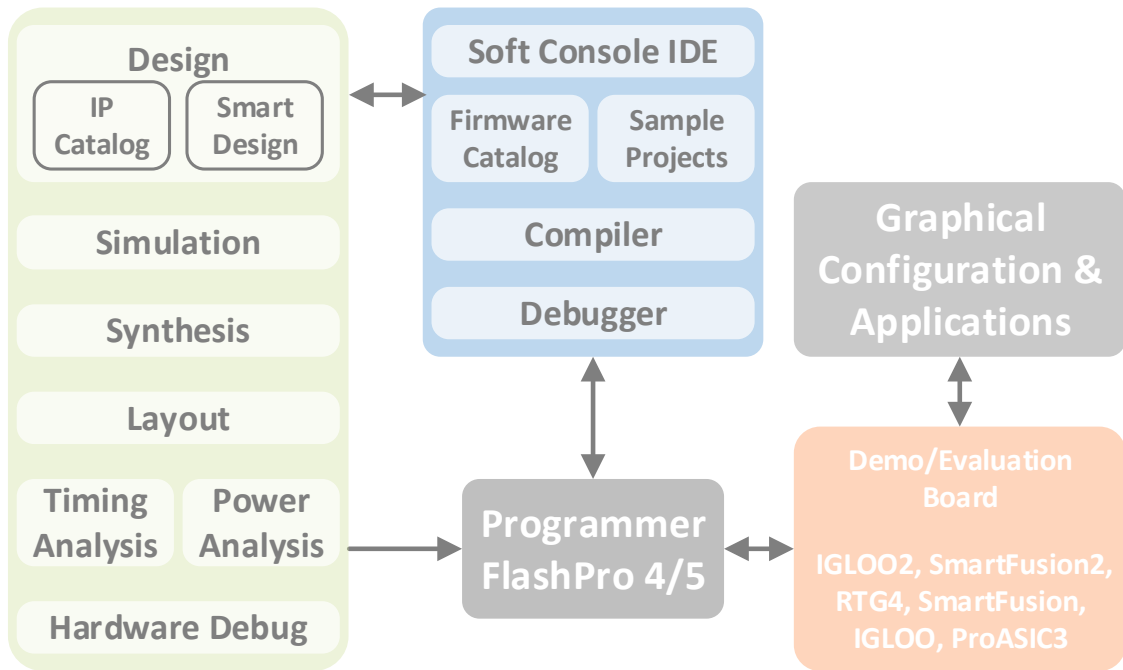 Design
IP
Catalog
Smart
Design
Simulation
Synthesis
Layout
Timing
Analysis
Power
Analysis
Hardware Debug
Soft Console IDE
Firmware
Catalog
Sample
Projects
Compiler
Debugger
Programmer
FlashPro 4/5
Graphical
Configuration &
Applications
Demo/Evaluation
Board
IGLOO2, SmartFusion2,
RTG4, SmartFusion,
IGLOO, ProASIC3